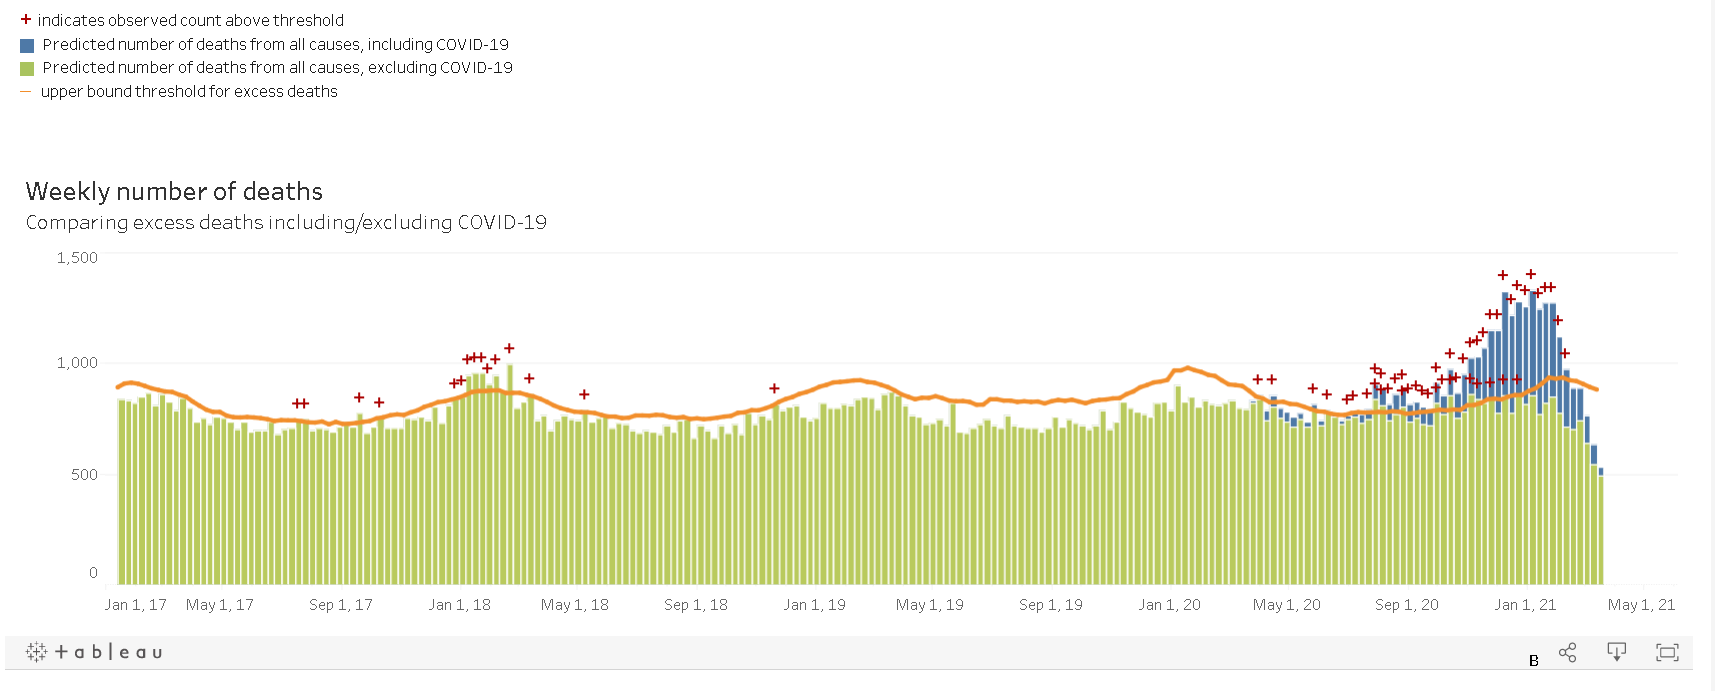 + indicates observed count above threshold
Predicted number of deaths from all causes, including COVID-19
Predicted number of deaths from all causes, excluding COVID-19
— upper bound threshold for excess deaths
Weekly number of deaths
Comparing excess deaths including/excluding COVID-19
1,500
1,000
500
0
Jan 1, 17 May 1, 17 Sep 1, 17 Jan 1, 18 May 1, 18 Sep 1, 18 Jan 1, 19 May 1, 19 Sep 1, 19 Jan 1, 20 May 1, 20 Sep 1, 20 Jan 1, 21 May 1, 21
+ a b l e a u
B